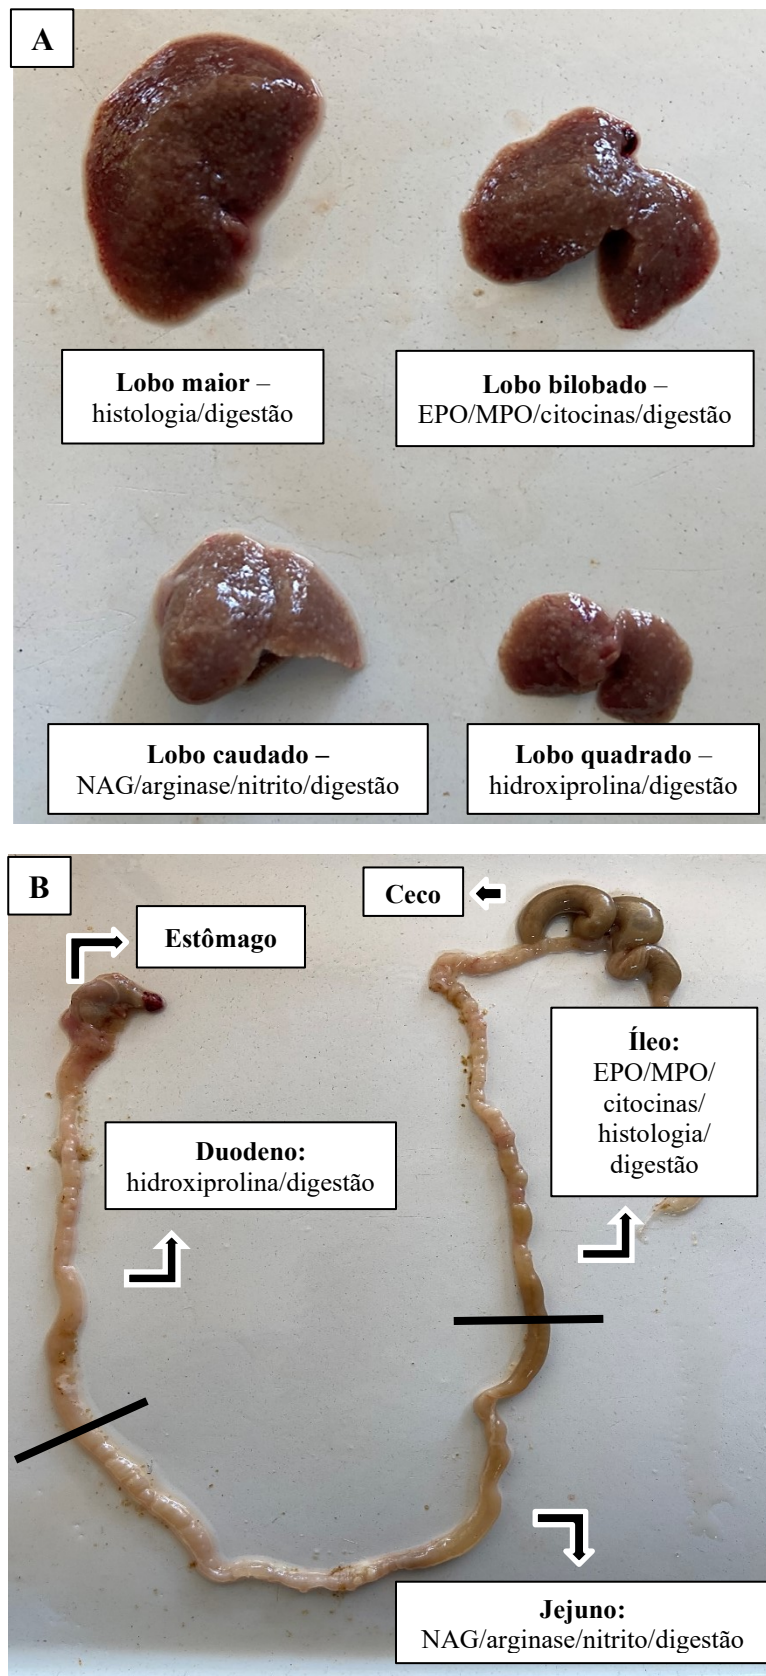 A
Lobo maior –
histologia/digestão
Lobo bilobado –
EPO/MPO/citocinas/digestão
Lobo caudado –
NAG/arginase/nitrito/digestão
Lobo quadrado –
hidroxiprolina/digestão
B
Ceco
Estômago
Íleo:
EPO/MPO/
citocinas/
histologia/
digestão
Duodeno:
hidroxiprolina/digestão
Jejuno:
NAG/arginase/nitrito/digestão